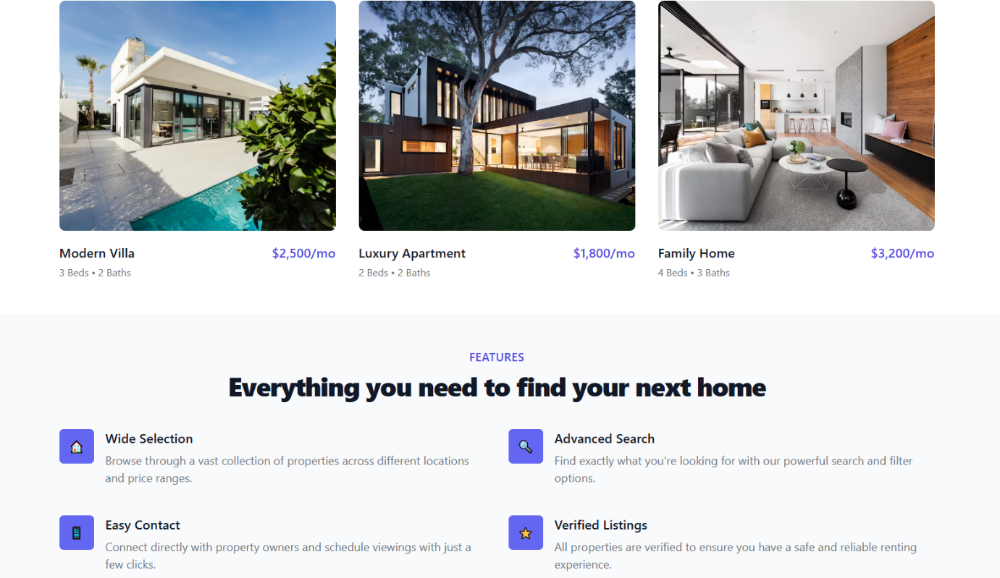 Modern Villa $2,500/mo
3 Beds • 2 Baths
Luxury Apartment $1,800/mo
2 Beds • 2 Baths
Family Home $3,200/mo
4 Beds • 3 Baths
FEATURES
Everything you need to find your next home
Wide Selection
Browse through a vast collection of properties across different locations
and price ranges.
Advanced Search
Find exactly what you're looking for with our powerful search and filter
options.
Easy Contact
Connect directly with property owners and schedule viewings with just a
few clicks.
Verified Listings
All properties are verified to ensure you have a safe and reliable renting
experience.